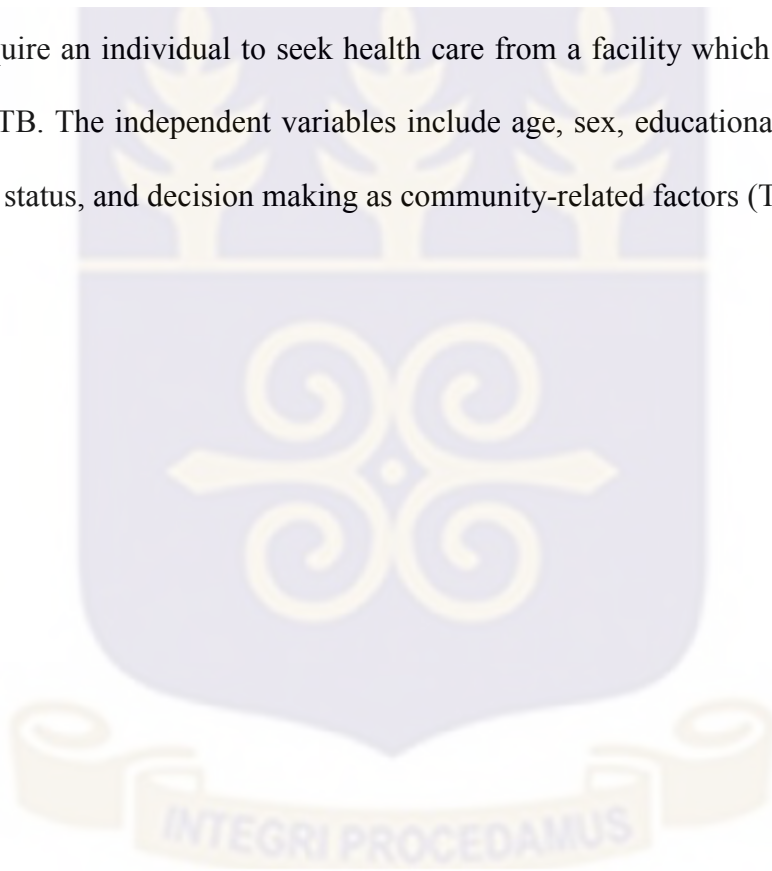 uire an individual to seek health care from a facility which
TB. The independent variables include age, sex, educational
status, and decision making as community-related factors (T
INTEGRI PROCEDAMUS